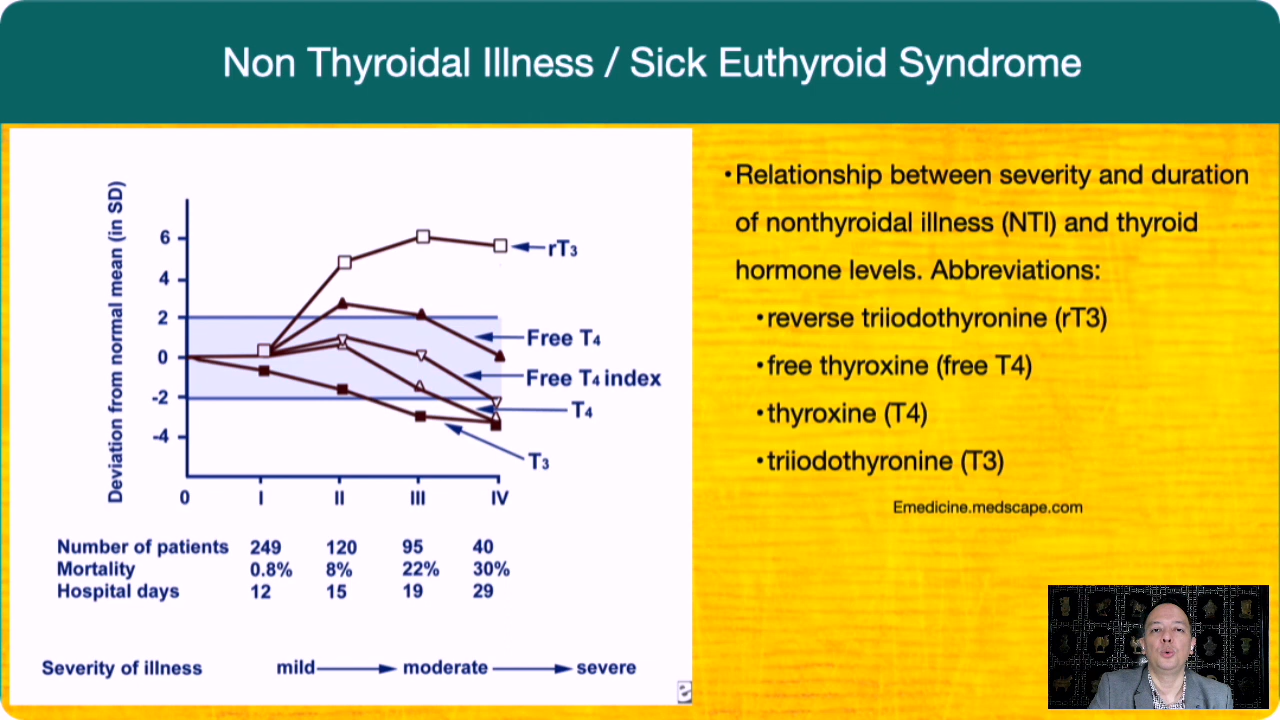 Non Thyroidal Illness / Sick Euthyroid Syndrome
Deviation from normal mean (in SD)
6
4
2
0
-2
-4
rT3
Free T4
Free T4 index
T4
T3
0 I II III IV
Number of patients 249 120 95 40
Mortality 0.8% 8% 22% 30%
Hospital days 12 15 19 29
Severity of illness mild moderate severe
•Relationship between severity and duration
of nonthyroidal illness (NTI) and thyroid
hormone levels. Abbreviations:
•reverse triiodothyronine (rT3)
•free thyroxine (free T4)
•thyroxine (T4)
•triiodothyronine (T3)
Emedicine.medscape.com